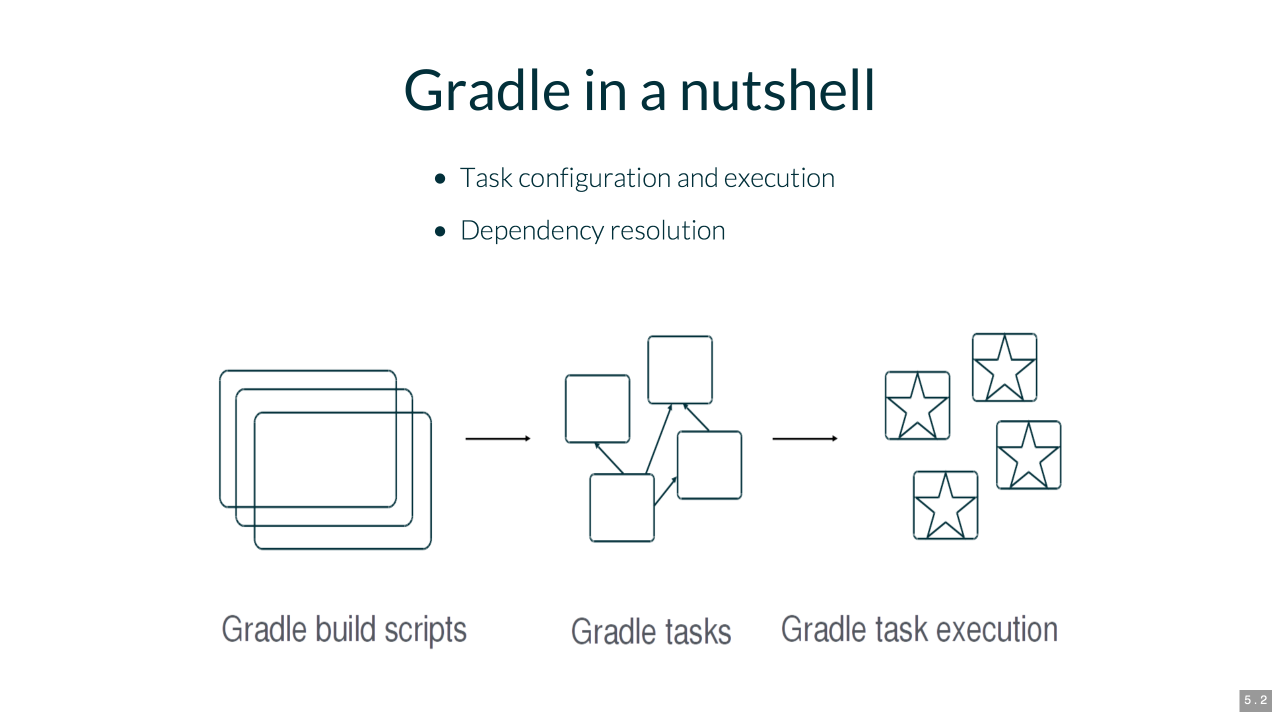 Gradle in a nutshell
Task configuration and execution
Dependency resolution
Gradle build scripts
Gradle tasks
Gradle task execution
5.2